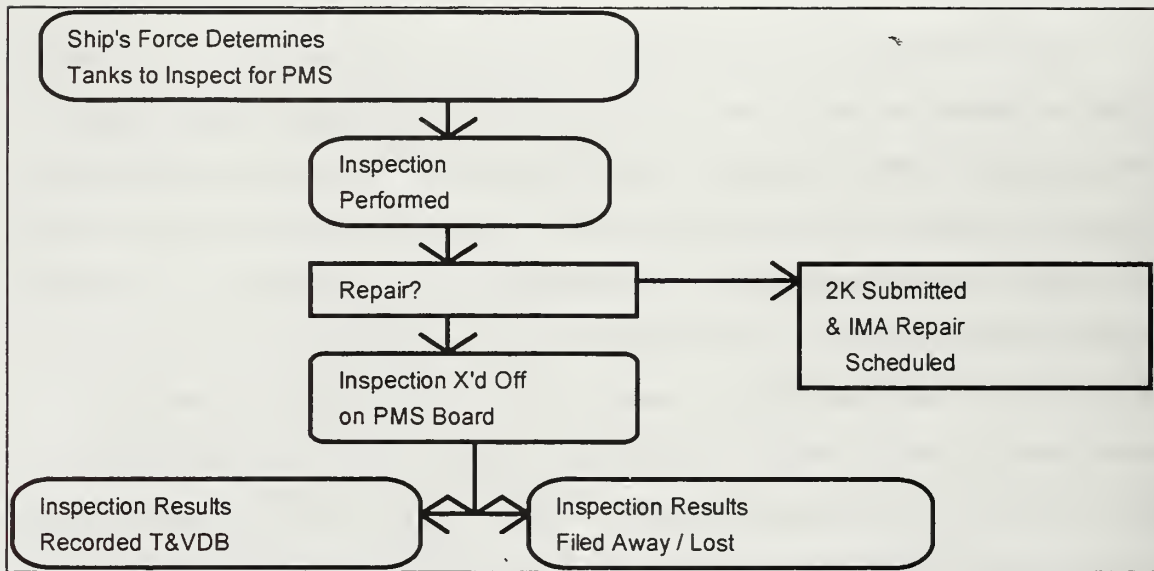 Ship's Force Determines
Tanks to Inspect for PMS
Inspection
Performed
Repair?
2K Submitted
& IMA Repair
Scheduled
Inspection X'd Off
on PMS Board
Inspection Results
Recorded T&VDB
Inspection Results
Filed Away / Lost